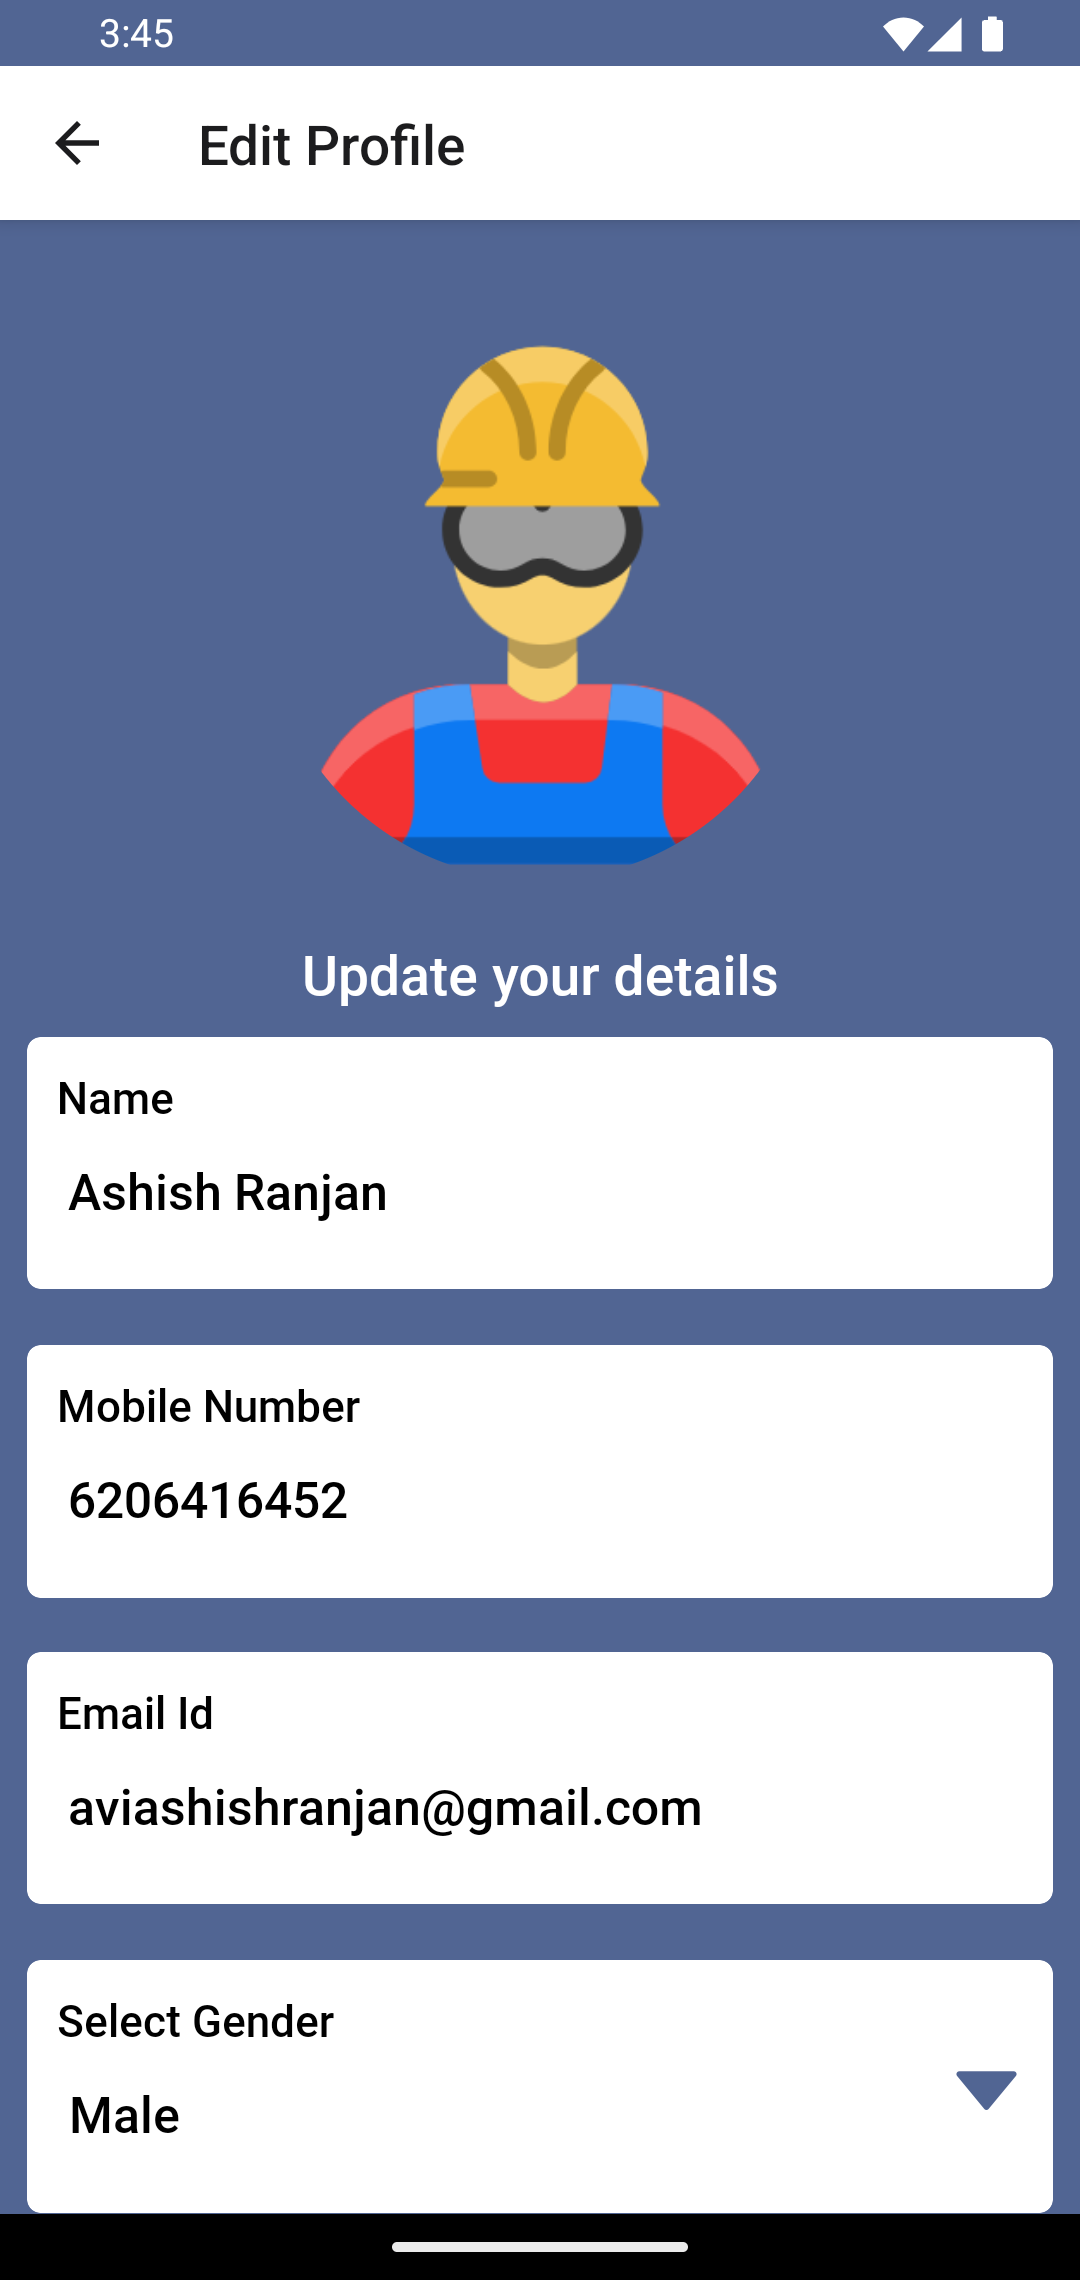 3:45
Edit Profile
Update your details
Name
Ashish Ranjan
Mobile Number
6206416452
Email Id
aviashishranjan@gmail.com
Select Gender
Male